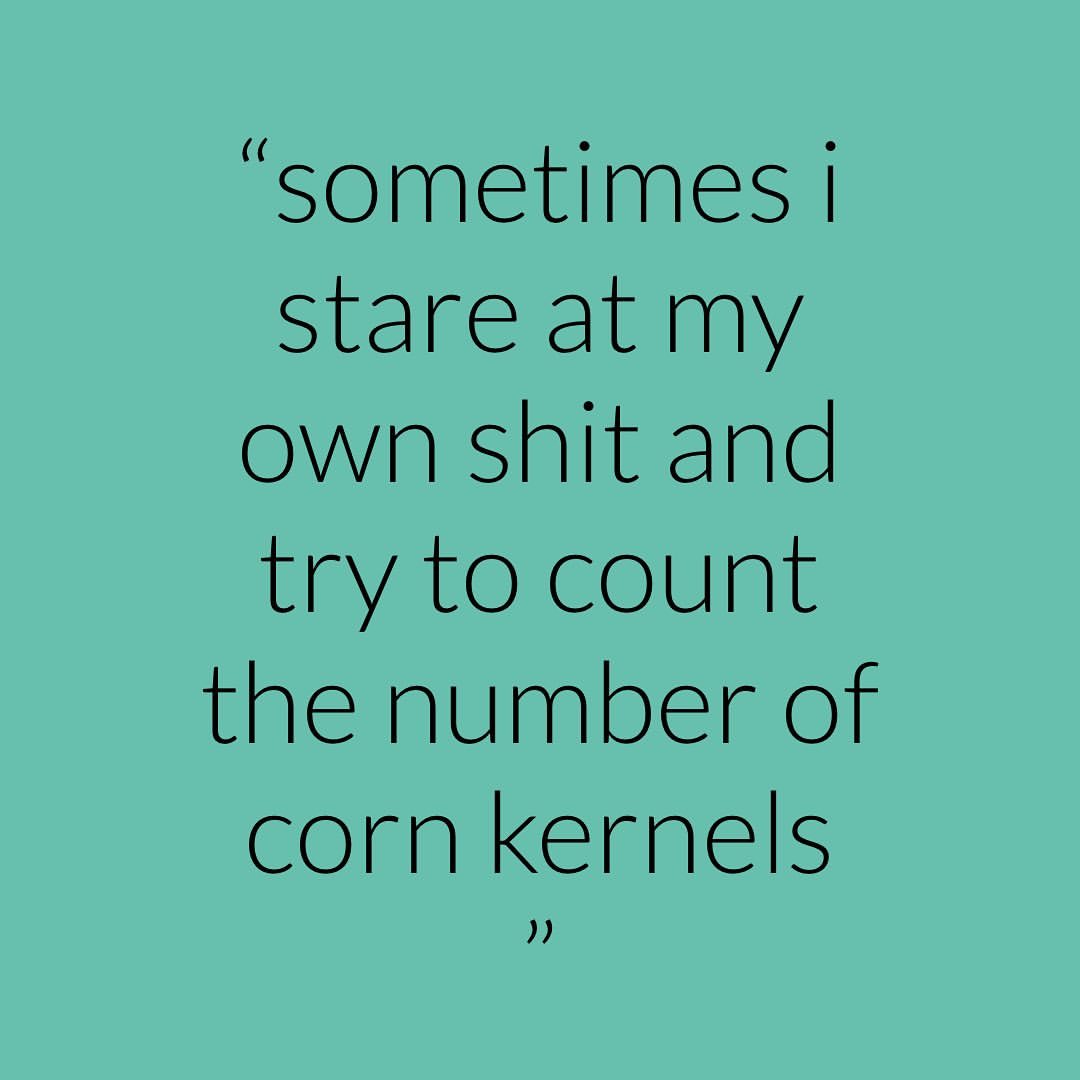 “sometimes i
stare at my
own shit and
try to count
the number of
corn kernels
”